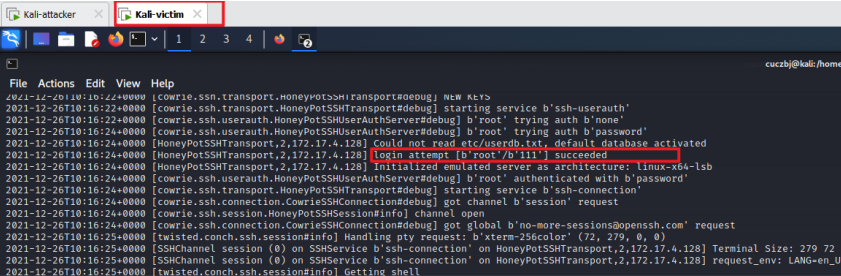 Kali-attacker × Kali-victim ×
1 2 3 4 2
cuczbj@kali:/home
File Actions Edit View Help
2021-12-26T10:16:22+0000 [cowrie.ssh.transport.HoneyPotSSHTransport#debug] NEW KEYS
2021-12-26T10:16:22+0000 [cowrie.ssh.transport.HoneyPotSSHTransport#debug] starting service b'ssh-userauth'
2021-12-26T10:16:22+0000 [cowrie.ssh.userauth.HoneyPotSSHUserAuthServer#debug] b'root' trying auth b'none'
2021-12-26T10:16:24+0000 [cowrie.ssh.userauth.HoneyPotSSHUserAuthServer#debug] b'root' trying auth b'password'
2021-12-26T10:16:24+0000 [HoneyPotSSHTransport,2,172.17.4.128] Could not read etc/userdb.txt, default database activated
2021-12-26T10:16:24+0000 [HoneyPotSSHTransport,2,172.17.4.128] login attempt [b'root'/b'111'] succeeded
2021-12-26T10:16:24+0000 [HoneyPotSSHTransport,2,172.17.4.128] Initialized emulated server as architecture: linux-x64-lsb
2021-12-26T10:16:24+0000 [cowrie.ssh.userauth.HoneyPotSSHUserAuthServer#debug] b'root' authenticated with b'password'
2021-12-26T10:16:24+0000 [cowrie.ssh.transport.HoneyPotSSHTransport#debug] starting service b'ssh-connection'
2021-12-26T10:16:24+0000 [cowrie.ssh.connection.CowrieSSHConnection#debug] got channel b'session' request
2021-12-26T10:16:24+0000 [cowrie.ssh.session.HoneyPotSSHSession#info] channel open
2021-12-26T10:16:24+0000 [cowrie.ssh.connection.CowrieSSHConnection#debug] got global b'no-more-sessions@openssh.com' request
2021-12-26T10:16:25+0000 [twisted.conch.ssh.session#info] Handling pty request: b'xterm-256color' (72, 279, 0, 0)
2021-12-26T10:16:25+0000 [SSHChannel session (0) on SSHService b'ssh-connection' on HoneyPotSSHTransport,2,172.17.4.128] Terminal Size: 279 72
2021-12-26T10:16:25+0000 [SSHChannel session (0) on SSHService b'ssh-connection' on HoneyPotSSHTransport,2,172.17.4.128] request_env: LANG=en_U
2021-12-26T10:16:25+0000 [twisted.conch.ssh.session#info] Getting shell